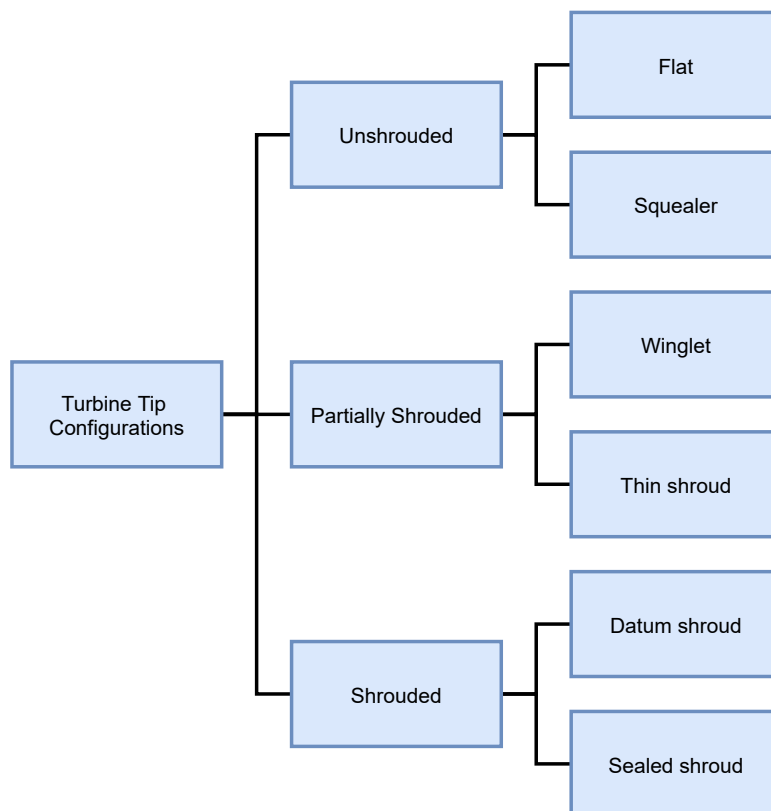 Flat
Unshrouded
Squealer
Winglet
Turbine Tip
Configurations
Partially Shrouded
Thin shroud
Datum shroud
Shrouded
Sealed shroud